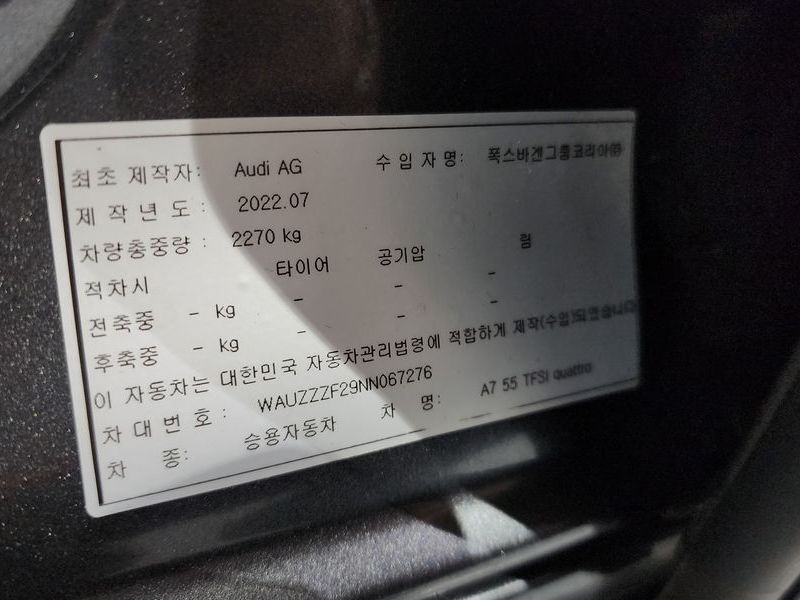 최초 제작자: Audi AG 수 입 자 명: 폭스바겐그룹코리아㈜
제 작 년 도 : 2022.07
차량총중량 : 2270 kg
적차시 타이어 공기압 림
전축중 - kg - - -
후축중 - kg - - -
이 자동차는 대한민국 자동차관리법령에 적합하게 제작(수입)되었습니다
차 대 번 호 : WAUZZZF29NN067276
차 종: 승용자동차 차 명: A7 55 TFSI quattro